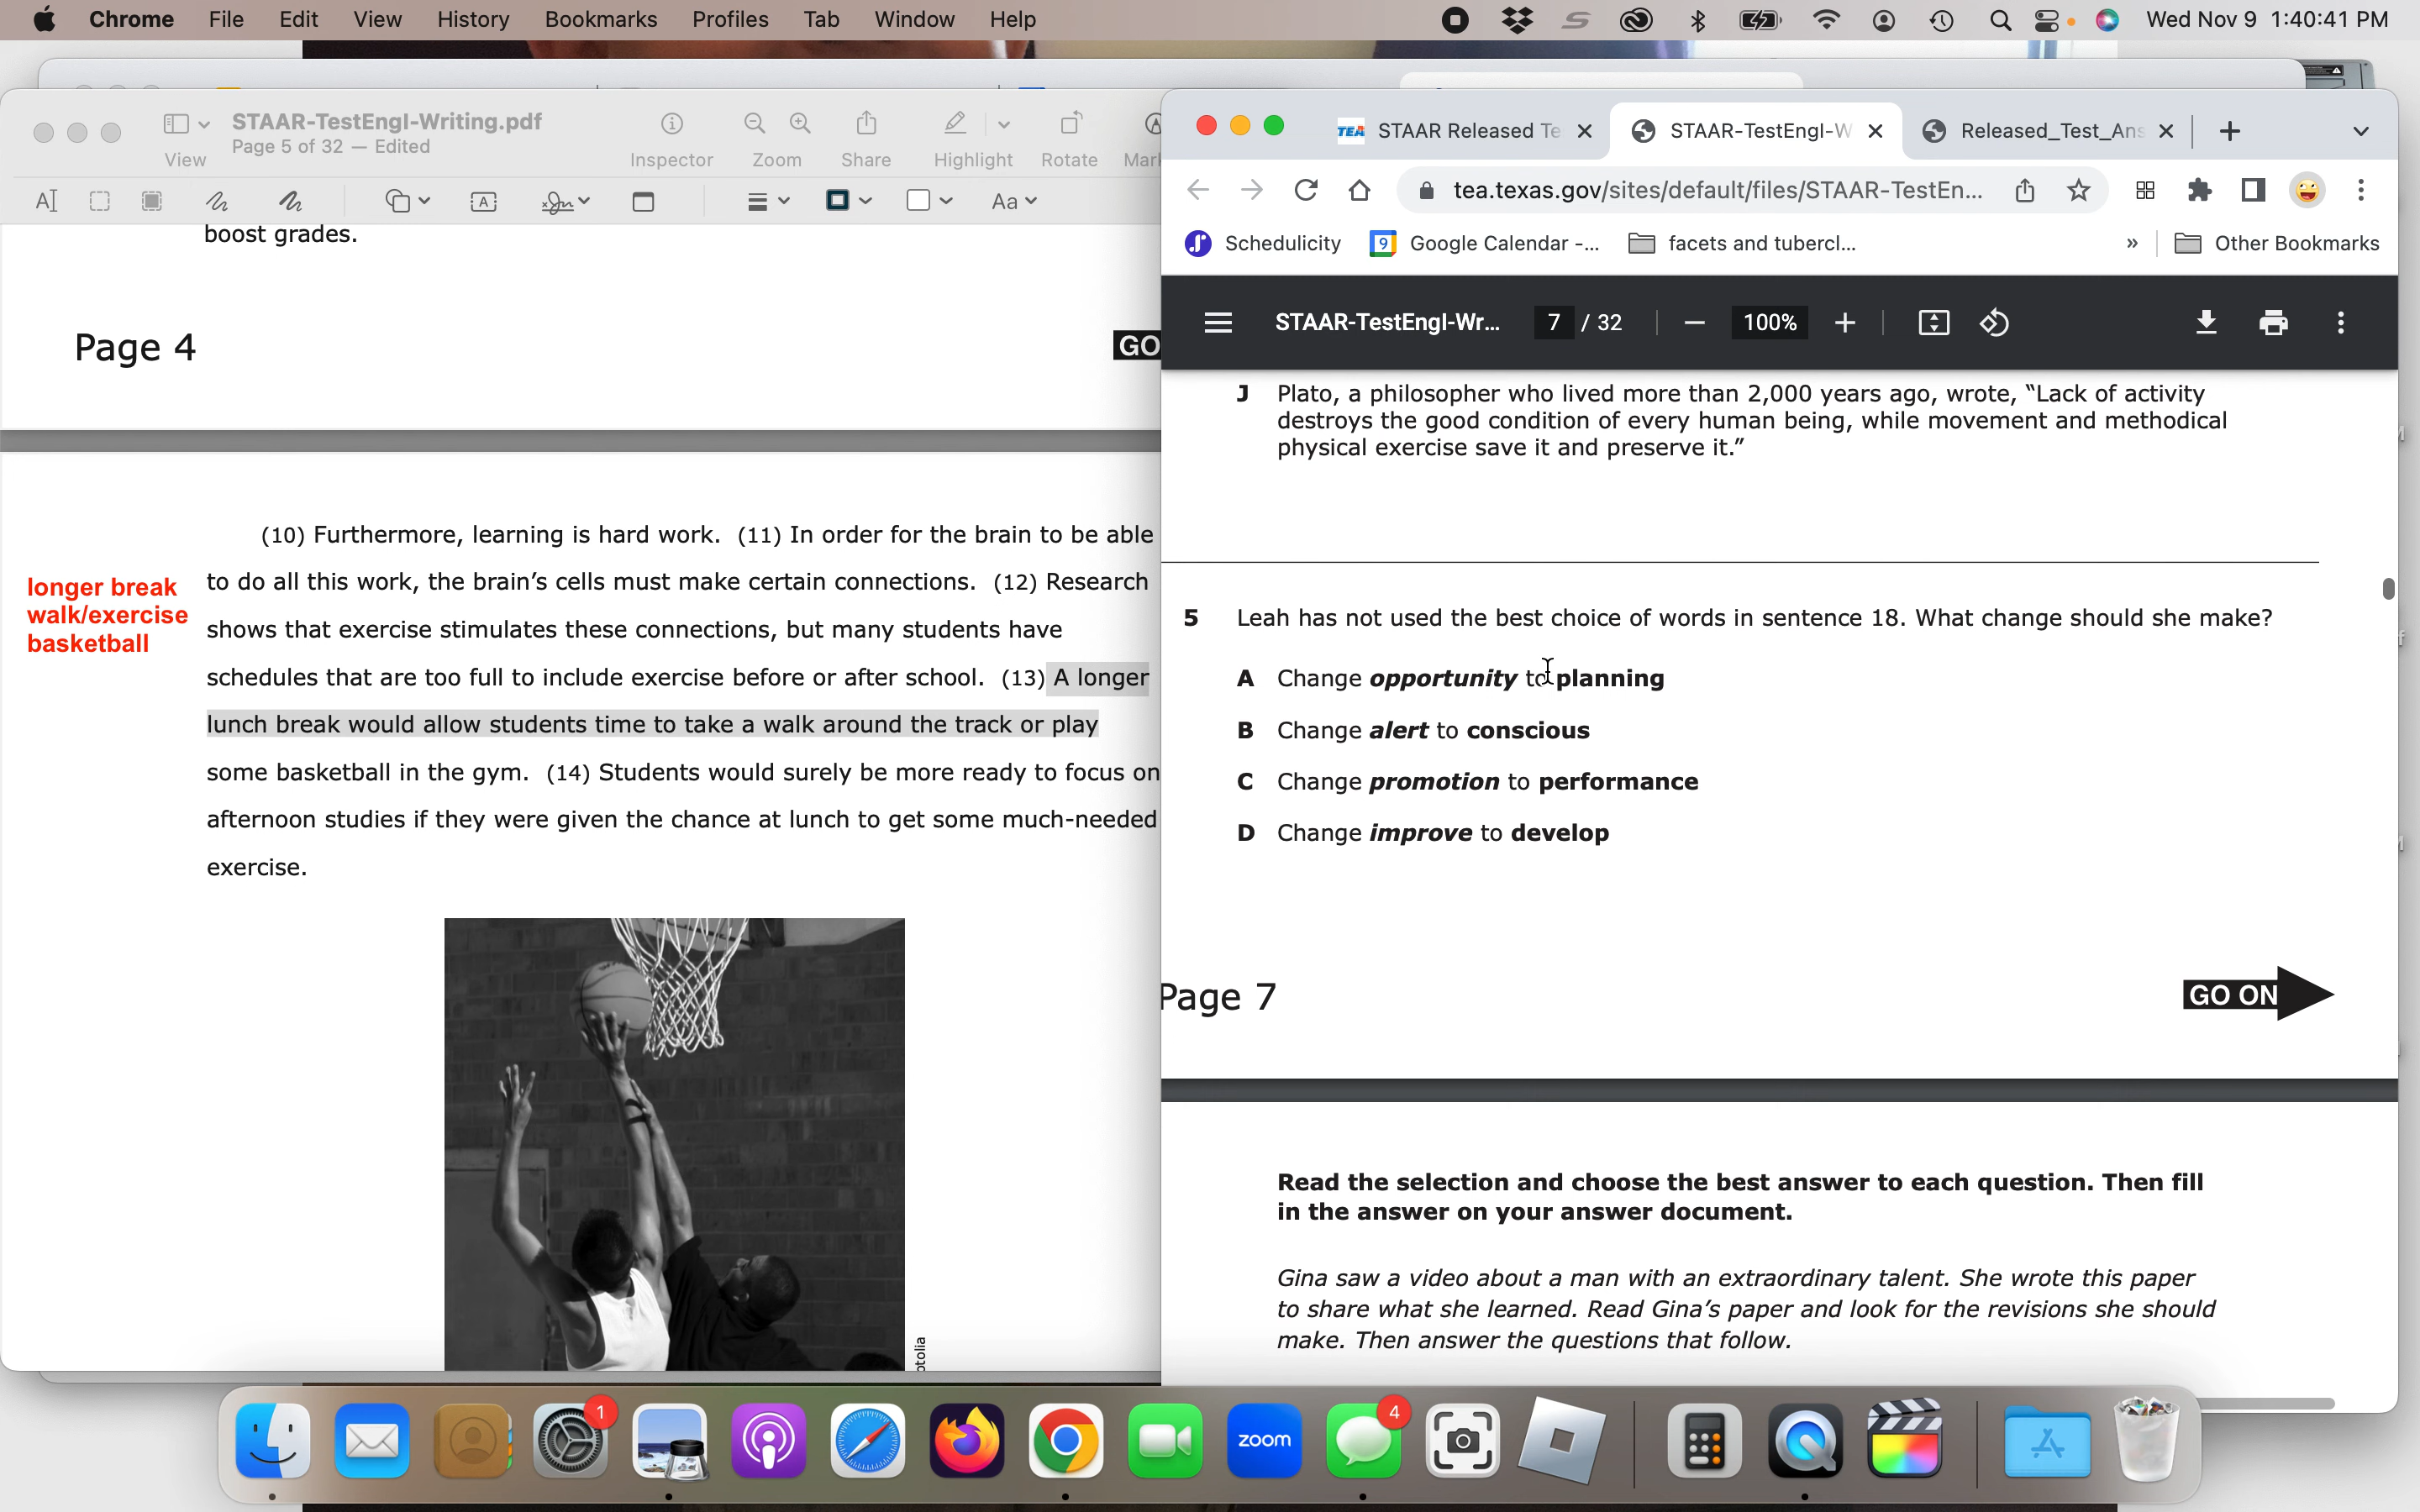 Chrome File Edit View History Bookmarks Profiles Tab Window Help Wed Nov 9 1:40:41 PM
STAAR-TestEngI-Writing.pdf
Page 5 of 32 — Edited
View Inspector Zoom Share Highlight Rotate
Aa
boost grades.
Page 4
GO
(10) Furthermore, learning is hard work. (11) In order for the brain to be able
to do all this work, the brain's cells must make certain connections. (12) Research
shows that exercise stimulates these connections, but many students have
schedules that are too full to include exercise before or after school. (13) A longer
lunch break would allow students time to take a walk around the track or play
some basketball in the gym. (14) Students would surely be more ready to focus on
afternoon studies if they were given the chance at lunch to get some much-needed
exercise.
longer break
walk/exercise
basketball
TEA STAAR Released Te STAAR-TestEngI-W Released_Test_Ans
tea.texas.gov/sites/default/files/STAAR-TestEn...
Schedulicity 9 Google Calendar -... facets and tubercl... » Other Bookmarks
STAAR-TestEngI-Wr... 7 / 32 — 100% +
J Plato, a philosopher who lived more than 2,000 years ago, wrote, “Lack of activity
destroys the good condition of every human being, while movement and methodical
physical exercise save it and preserve it.”
5 Leah has not used the best choice of words in sentence 18. What change should she make?
A Change opportunity to planning
B Change alert to conscious
C Change promotion to performance
D Change improve to develop
Page 7
GO ON
Read the selection and choose the best answer to each question. Then fill
in the answer on your answer document.
Gina saw a video about a man with an extraordinary talent. She wrote this paper
to share what she learned. Read Gina's paper and look for the revisions she should
make. Then answer the questions that follow.
1
zoom
4